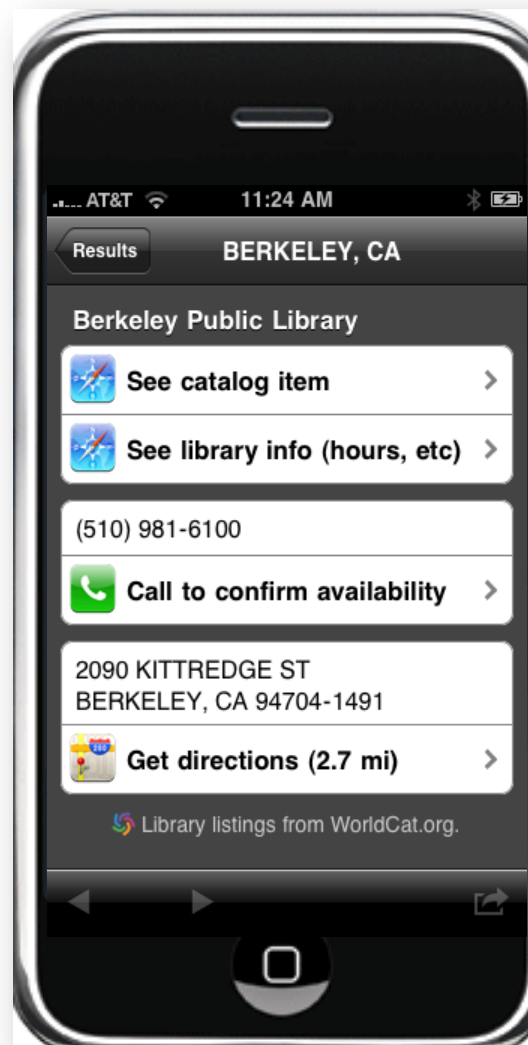 AT&T 11:24 AM
Results BERKELEY, CA
Berkeley Public Library
See catalog item
See library info (hours, etc)
(510) 981-6100
Call to confirm availability
2090 KITTREDGE ST
BERKELEY, CA 94704-1491
280
Get directions (2.7 mi)
Library listings from WorldCat.org.